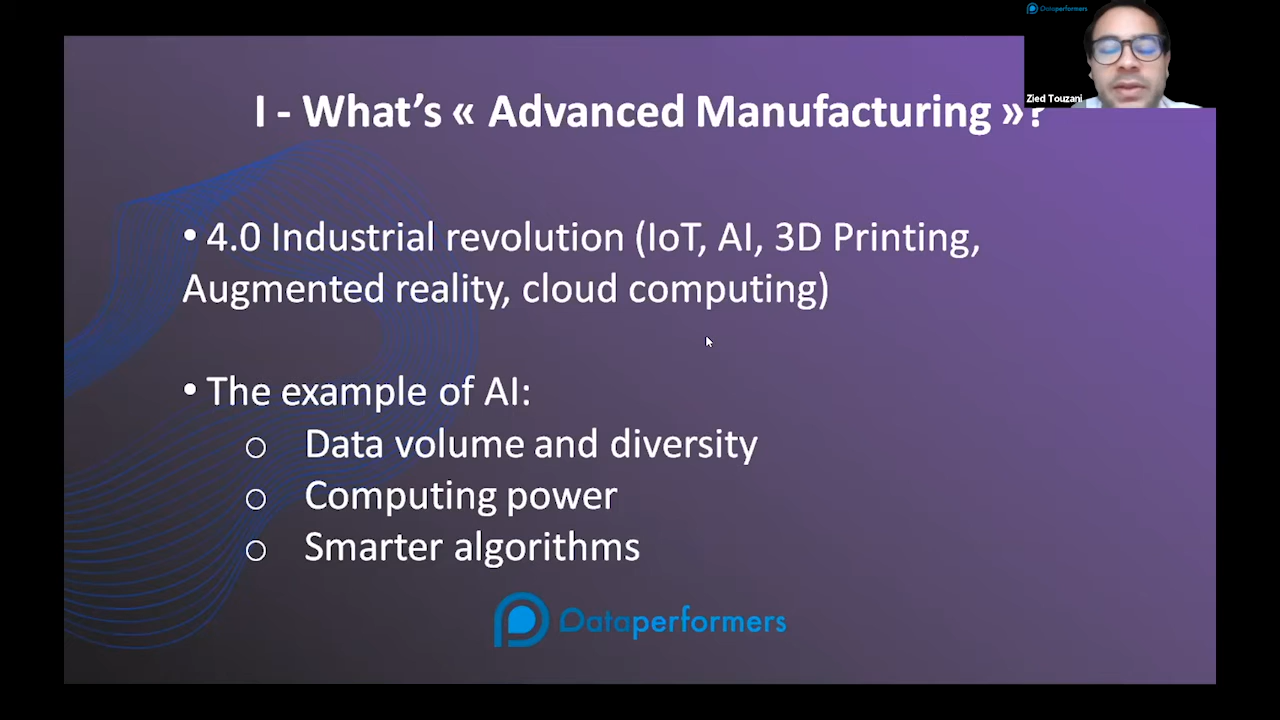 Dataperformers
Zied Touzani
I - What's « Advanced Manufacturing »?
• 4.0 Industrial revolution (IoT, AI, 3D Printing,
Augmented reality, cloud computing)
• The example of AI:
o Data volume and diversity
o Computing power
o Smarter algorithms
Dataperformers